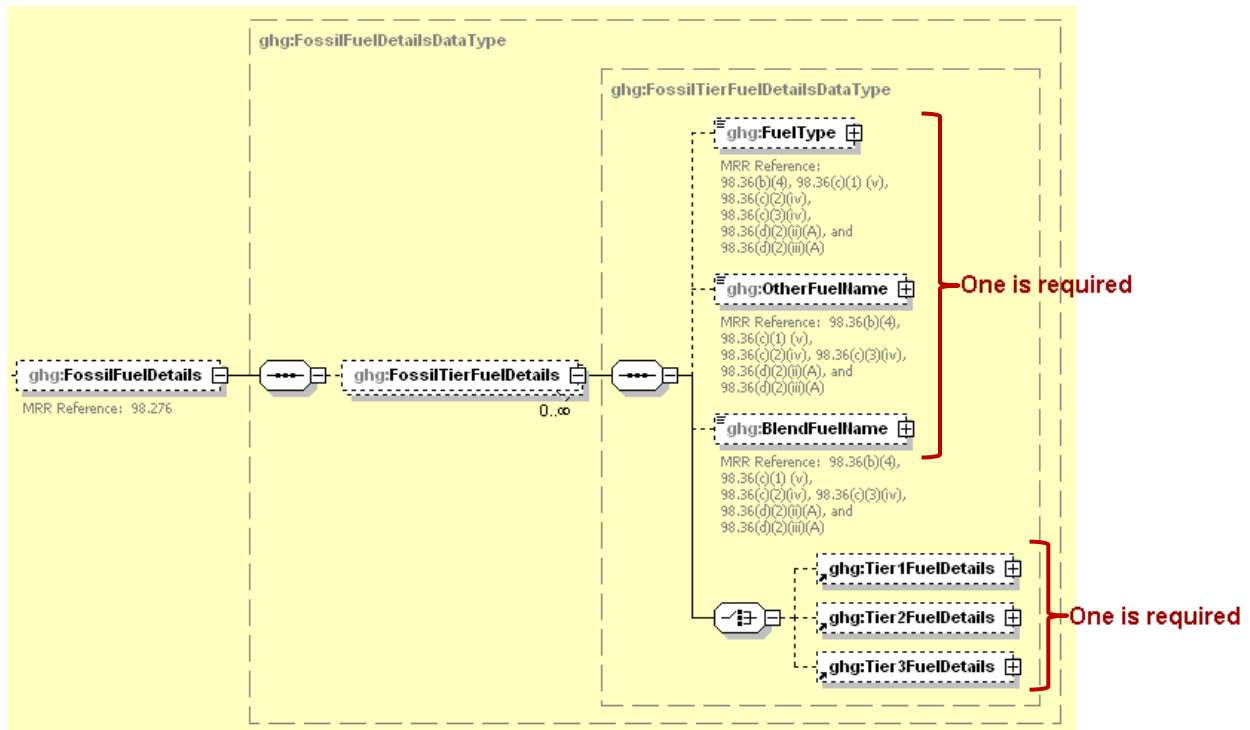 ghg:FossilFuelDetailsDataType
ghg:FossilTierFuelDetailsDataType
ghg:FuelType
MRR Reference:
98.36(b)(4), 98.36(c)(1) (v),
98.36(c)(2)(iv),
98.36(c)(3)(iv),
98.36(d)(2)(ii)(A), and
98.36(d)(2)(iii)(A)
One is required
ghg:OtherFuelName
MRR Reference: 98.36(b)(4),
98.36(c)(1) (v),
98.36(c)(2)(iv), 98.36(c)(3)(iv),
98.36(d)(2)(ii)(A), and
98.36(d)(2)(iii)(A)
ghg:FossilFuelDetails
MRR Reference: 98.276
ghg:FossilTierFuelDetails
0..∞
ghg:BlendFuelName
MRR Reference: 98.36(b)(4),
98.36(c)(1) (v),
98.36(c)(2)(iv), 98.36(c)(3)(iv),
98.36(d)(2)(ii)(A), and
98.36(d)(2)(iii)(A)
ghg:Tier1FuelDetails
ghg:Tier2FuelDetails
ghg:Tier3FuelDetails
One is required